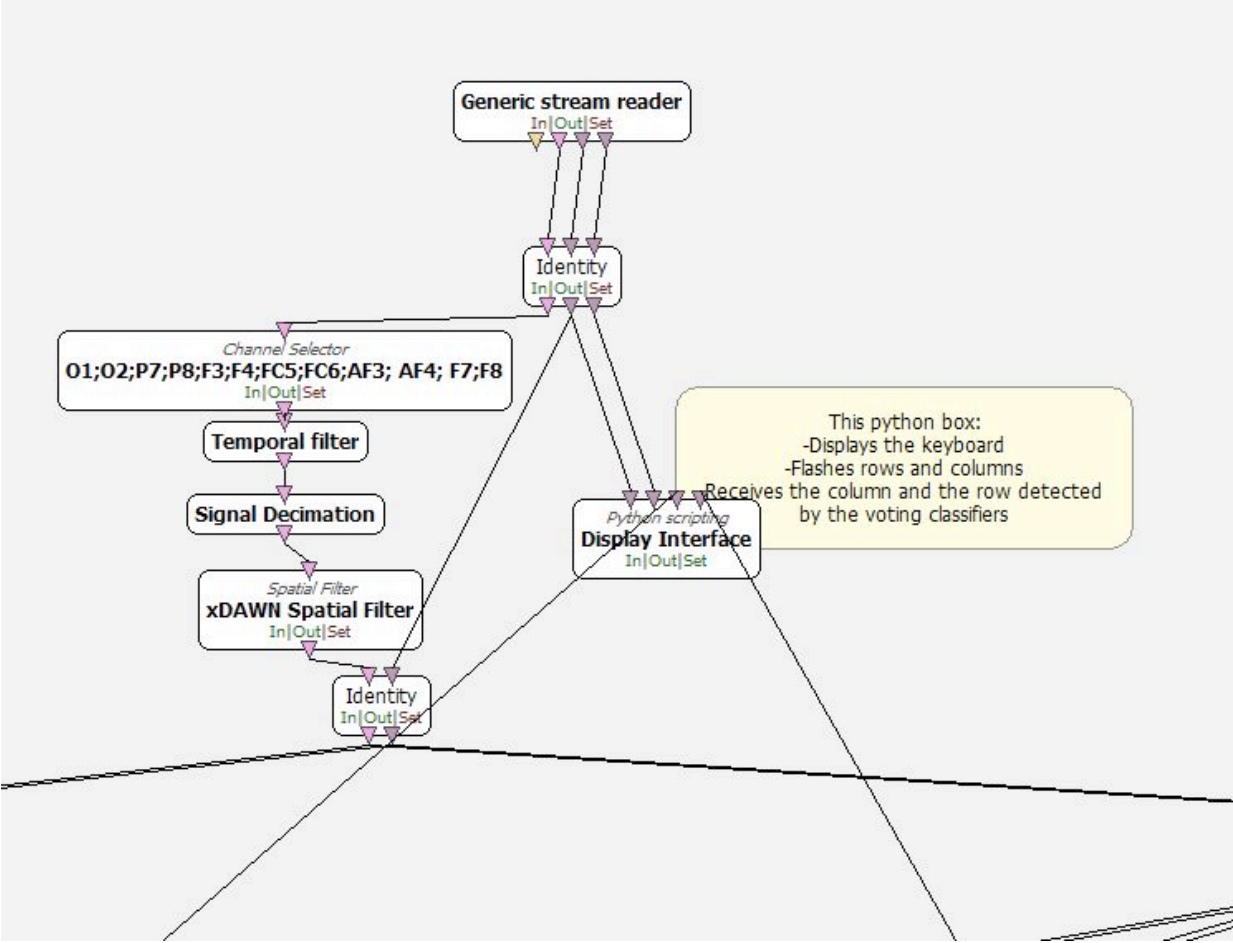 Generic stream reader
In|Out|Set
Identity
In|Out|Set
Channel Selector
O1;O2;P7;P8;F3;F4;FC5;FC6;AF3; AF4; F7;F8
In|Out|Set
Temporal filter
Signal Decimation
Spatial Filter
xDAWN Spatial Filter
In|Out|Set
Identity
In|Out|Set
This python box:
-Displays the keyboard
-Flashes rows and columns
-Receives the column and the row detected
by the voting classifiers
Python scripting
Display Interface
In|Out|Set